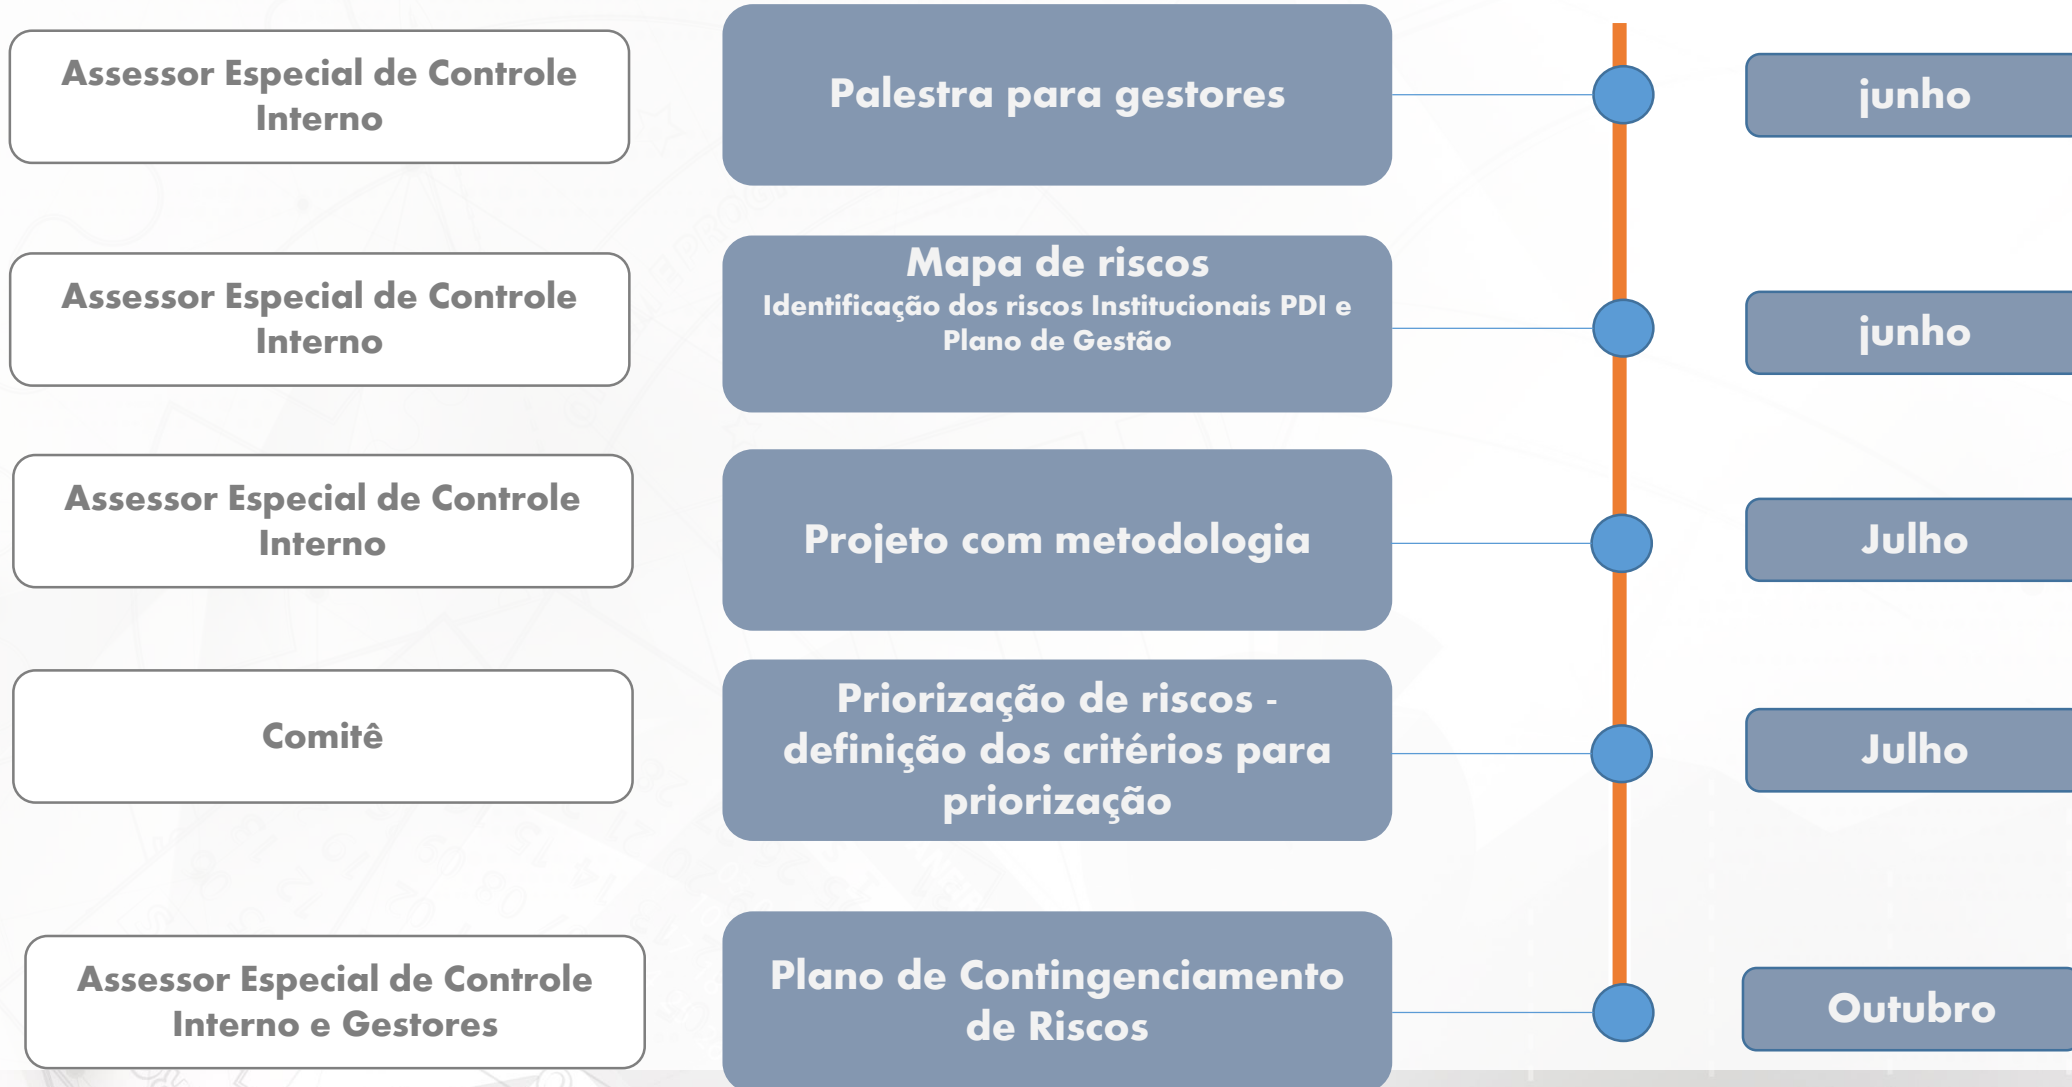 Assessor Especial de Controle
Interno
Palestra para gestores
junho
Assessor Especial de Controle
Interno
Mapa de riscos
Identificação dos riscos Institucionais PDI e
Plano de Gestão
junho
Assessor Especial de Controle
Interno
Projeto com metodologia
Julho
Comitê
Priorização de riscos -
definição dos critérios para
priorização
Julho
Assessor Especial de Controle
Interno e Gestores
Plano de Contingenciamento
de Riscos
Outubro